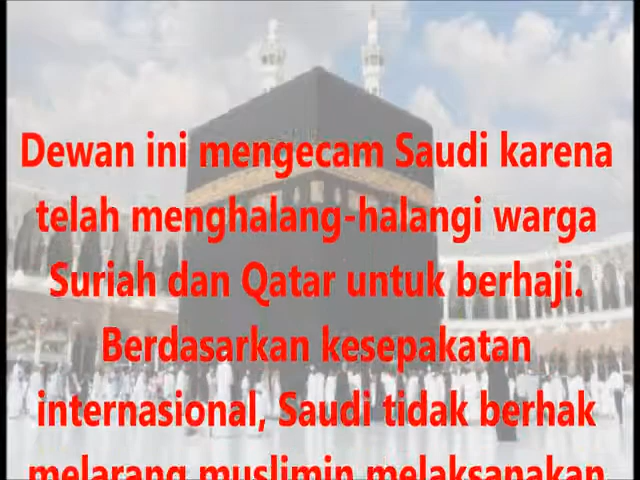 Dewan ini mengecam Saudi karena
telah menghalang-halangi warga
Suriah dan Qatar untuk berhaji.
Berdasarkan kesepakatan
internasional, Saudi tidak berhak
melarang muslimin melaksanakan